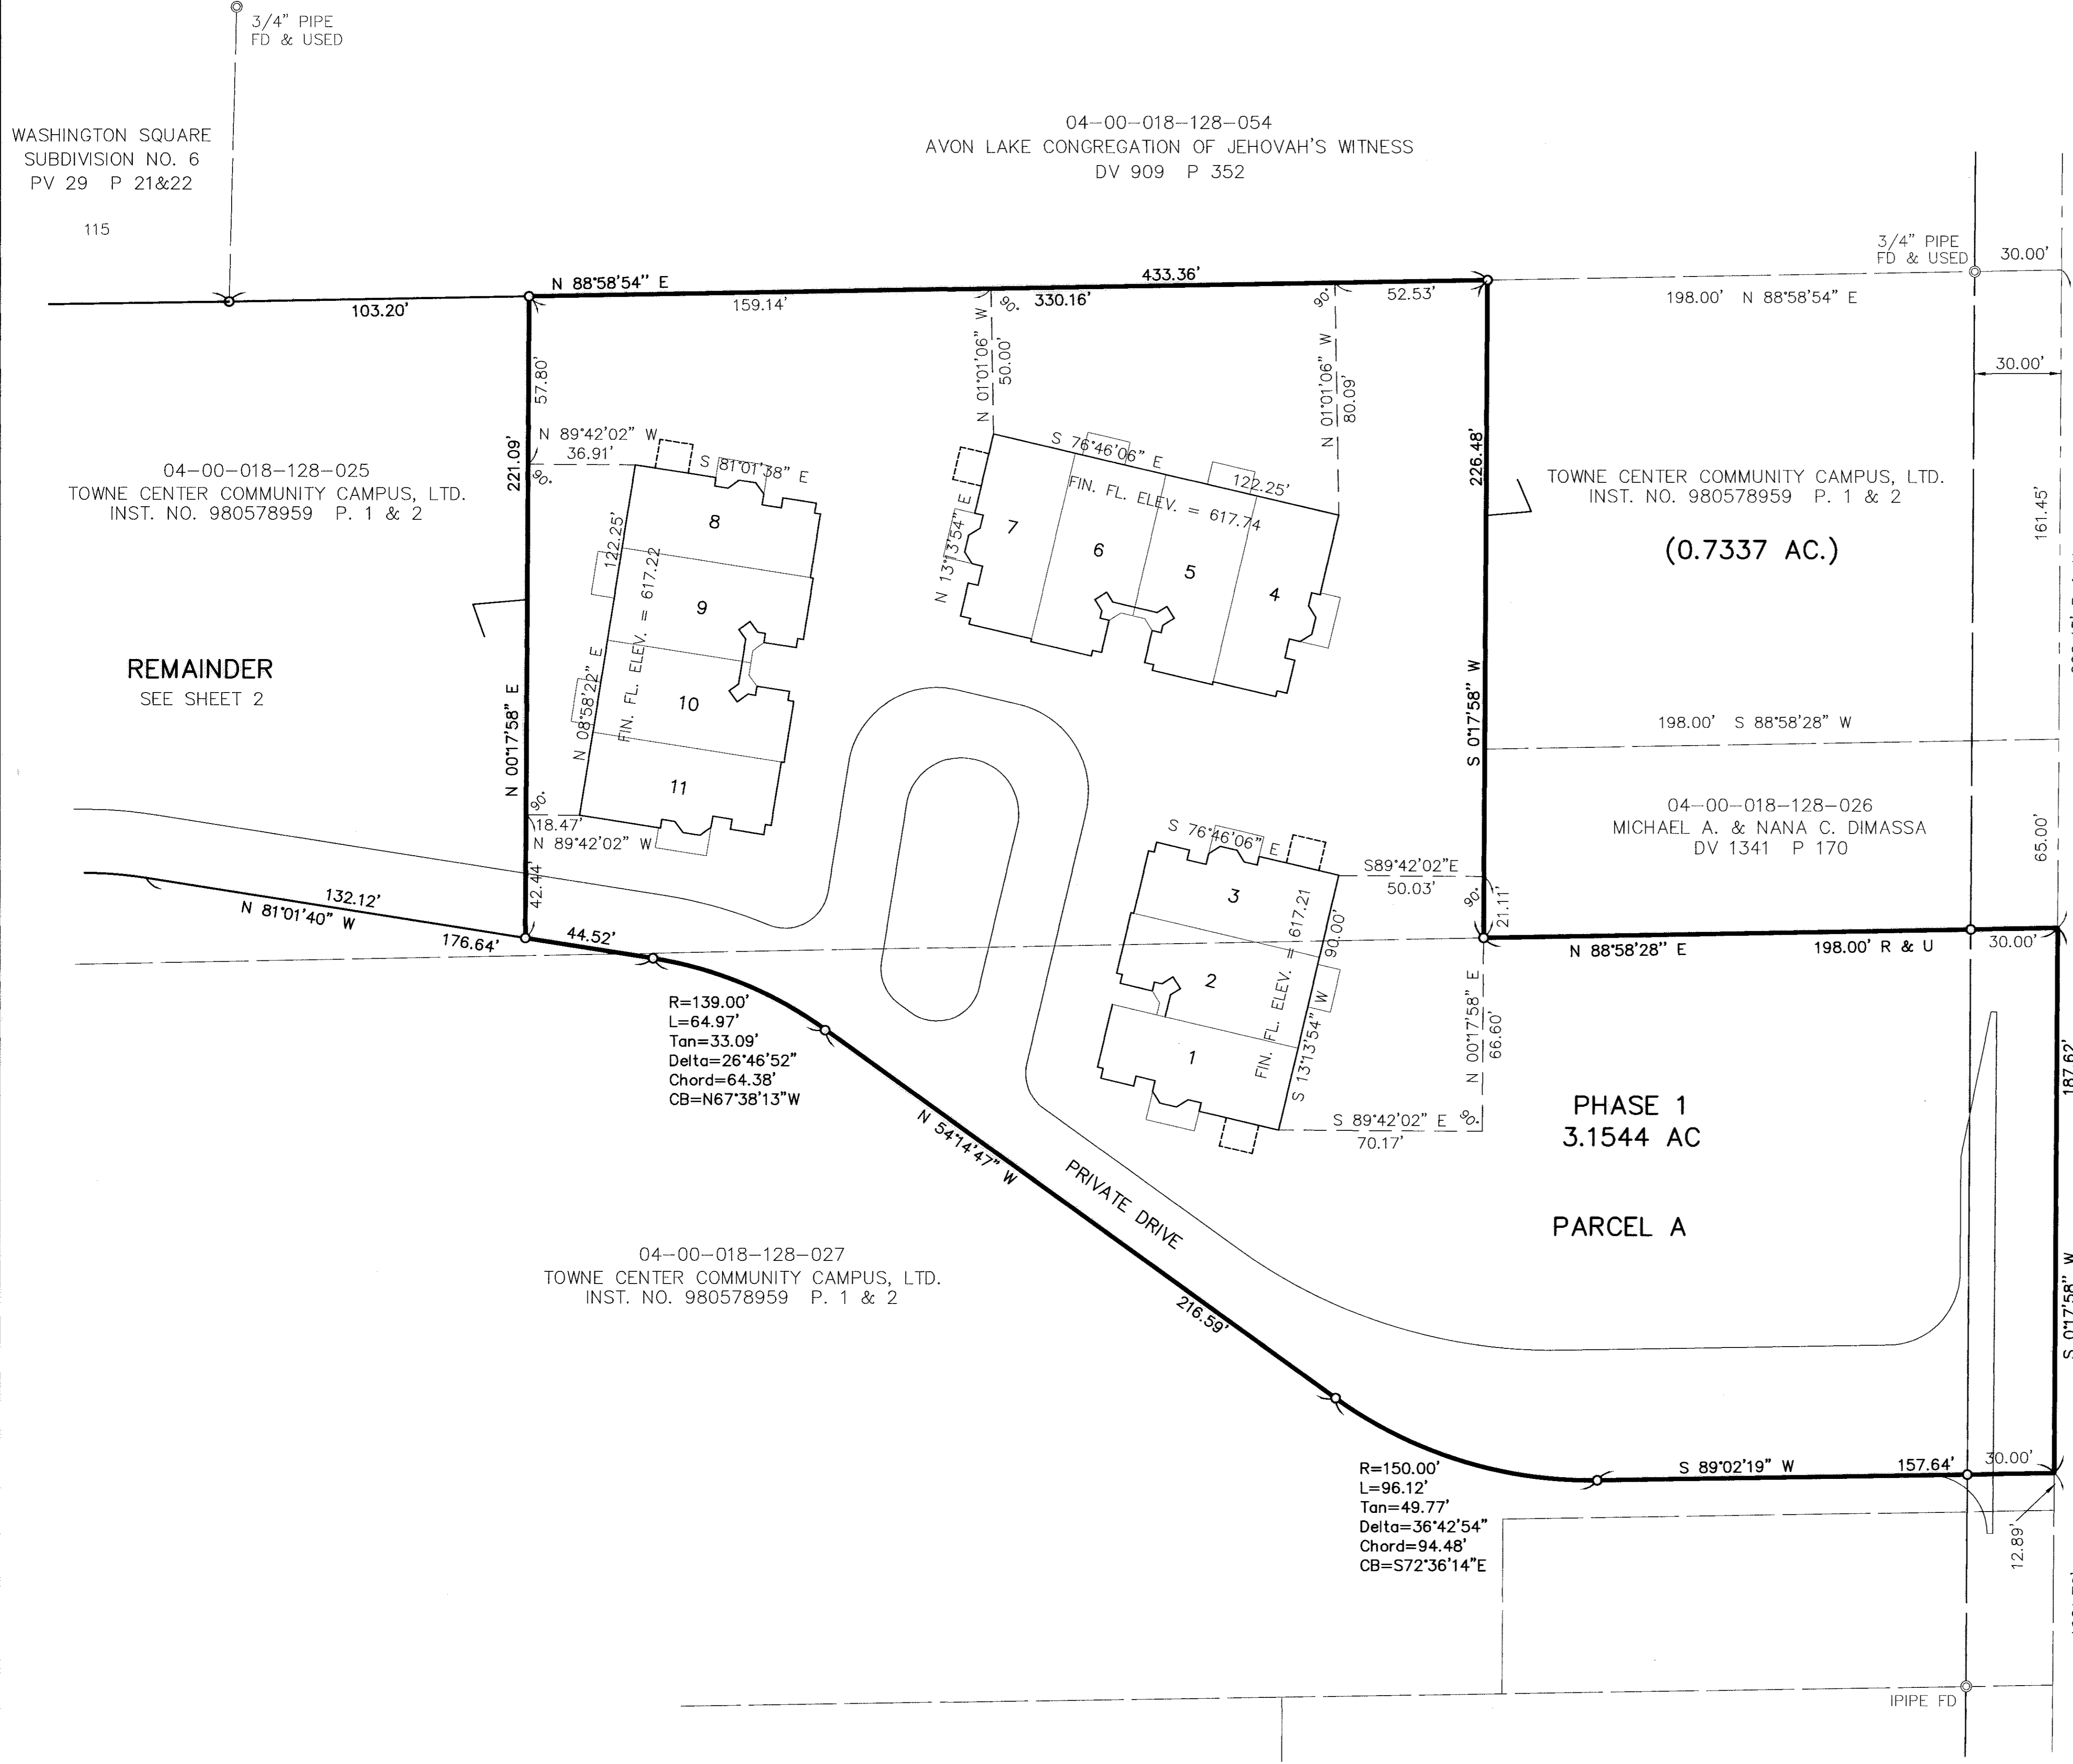 3/4" PIPE
FD & USED
WASHINGTON SQUARE
SUBDIVISION NO. 6
PV 29 P 21&22
115
04-00-018-128-054
AVON LAKE CONGREGATION OF JEHOVAH'S WITNESS
DV 909 P 352
3/4" PIPE
FD & USED
30.00'
198.00' N 88°58'54" E
30.00'
N 88°58'54" E
433.36'
103.20'
159.14'
330.16'
52.53'
90°
90°
N 01°01'06" W
50.00'
N 01°01'06" W
80.09'
57.80'
221.09'
N 00°17'58" E
N 89°42'02" W
36.91'
90°
S 81°01'38" E
122.25'
FIN. FL. ELEV. = 617.22
N 08°58'22" E
8
9
10
11
90°
18.47'
N 89°42'02" W
42.44'
S 76°46'06" E
122.25'
FIN. FL. ELEV. = 617.74
N 13°13'54" E
7
6
5
4
226.48'
S 0°17'58" W
04-00-018-128-025
TOWNE CENTER COMMUNITY CAMPUS, LTD.
INST. NO. 980578959 P. 1 & 2
REMAINDER
SEE SHEET 2
TOWNE CENTER COMMUNITY CAMPUS, LTD.
INST. NO. 980578959 P. 1 & 2
(0.7337 AC.)
161.45'
198.00' S 88°58'28" W
04-00-018-128-026
MICHAEL A. & NANA C. DIMASSA
DV 1341 P 170
65.00'
S 76°46'06" E
3
2
1
FIN. FL. ELEV. = 617.21
90.00'
S 13°13'54" W
S89°42'02"E
50.03'
90°
21.11'
N 88°58'28" E
198.00' R & U
30.00'
N 00°17'58" E
66.60'
S 89°42'02" E
70.17'
90°
132.12'
N 81°01'40" W
176.64'
44.52'
R=139.00'
L=64.97'
Tan=33.09'
Delta=26°46'52"
Chord=64.38'
CB=N67°38'13"W
N 54°14'47" W
216.59'
PRIVATE DRIVE
PHASE 1
3.1544 AC
PARCEL A
187.62'
S 0°17'58" W
04-00-018-128-027
TOWNE CENTER COMMUNITY CAMPUS, LTD.
INST. NO. 980578959 P. 1 & 2
R=150.00'
L=96.12'
Tan=49.77'
Delta=36°42'54"
Chord=94.48'
CB=S72°36'14"E
S 89°02'19" W
157.64'
30.00'
12.89'
IPIPE FD